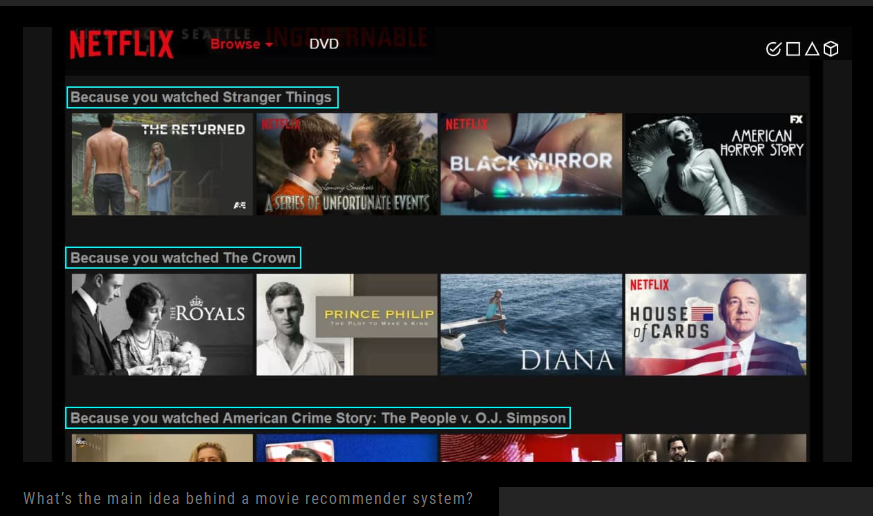 SEATTLE
INGOBERNABLE
NETFLIX
Browse
DVD
Because you watched Stranger Things
THE RETURNED
A&E
NETFLIX
Lemony Snicket's
A SERIES OF UNFORTUNATE EVENTS
NETFLIX
BLACK MIRROR
FX
AMERICAN
HORROR STORY
Because you watched The Crown
THE ROYALS
PRINCE PHILIP
THE PLOT TO MAKE A KING
DIANA
NETFLIX
HOUSE
of CARDS
Because you watched American Crime Story: The People v. O.J. Simpson
abc
What's the main idea behind a movie recommender system?